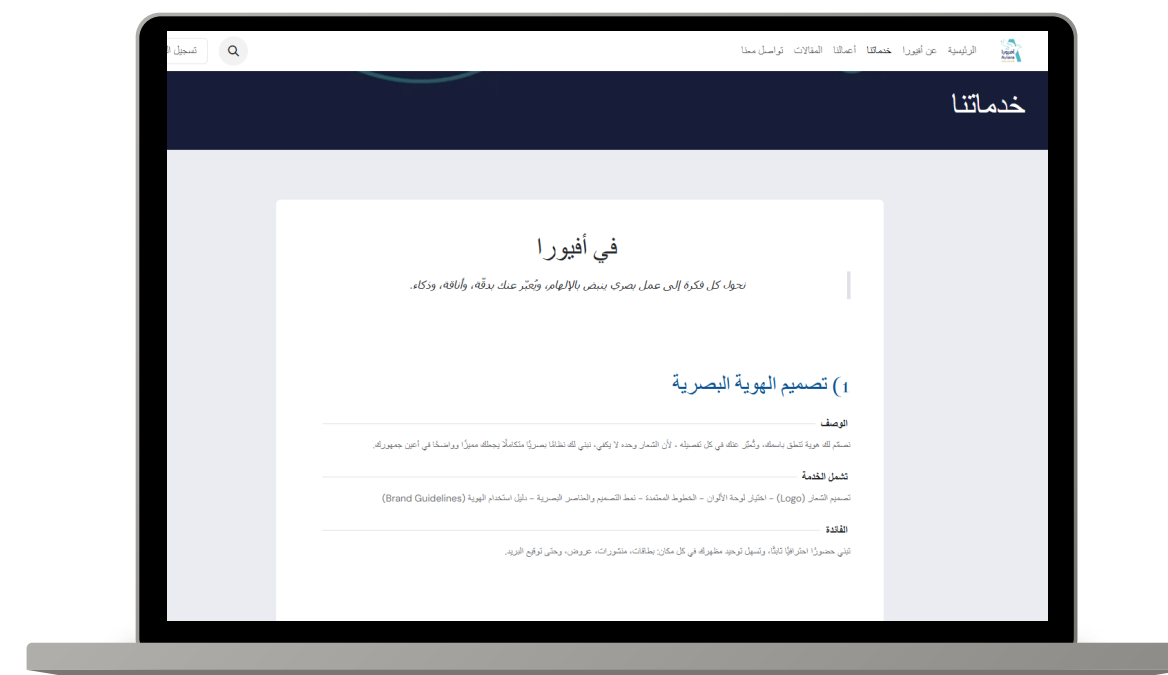 أفيورا
الرئيسية عن أفيورا خدماتنا أعمالنا المقالات تواصل معنا
تسجيل
خدماتنا
في أفيورا
نحول كل فكرة إلى عمل بصري ينبض بالإلهام، ويُعبّر عنك بدقّة، وأناقة، وذكاء.
1) تصميم الهوية البصرية
الوصف
نصمّم لك هوية تنطق باسمك، وتُعبّر عنك في كل تفصيله ، لأن الشعار وحده لا يكفي، نبني لك نظامًا بصريًا متكاملًا يجعلك مميزًا وواضحًا في أعين جمهورك.
تشمل الخدمة
تصميم الشعار (Logo) – اختيار لوحة الألوان – الخطوط المعتمدة – نمط التصميم والعناصر البصرية – دليل استخدام الهوية (Brand Guidelines)
الفائدة
تبني حضورًا احترافيًا ثابتًا، وتسهل توحيد مظهرك في كل مكان: بطاقات، منشورات، عروض، وحتى توقيع البريد.